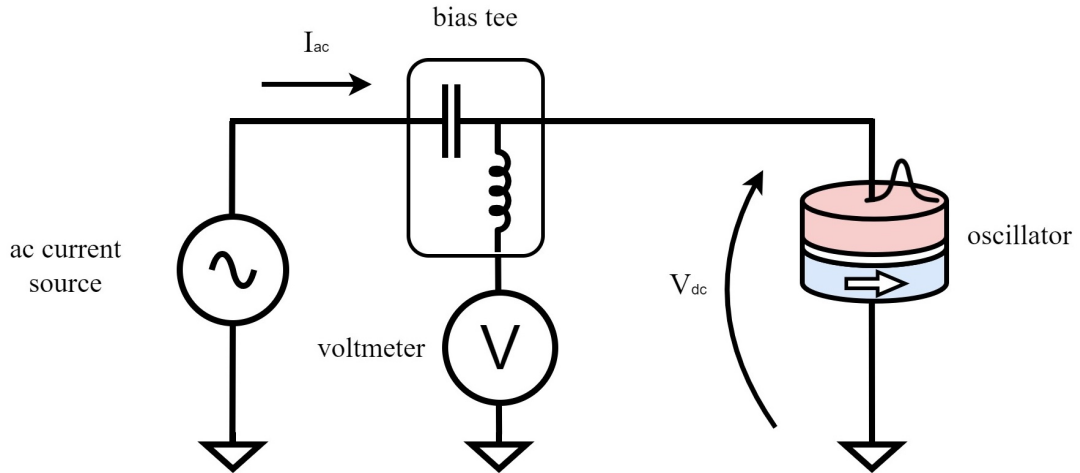 bias tee
Iac
ac current
source
voltmeter
V
Vdc
oscillator